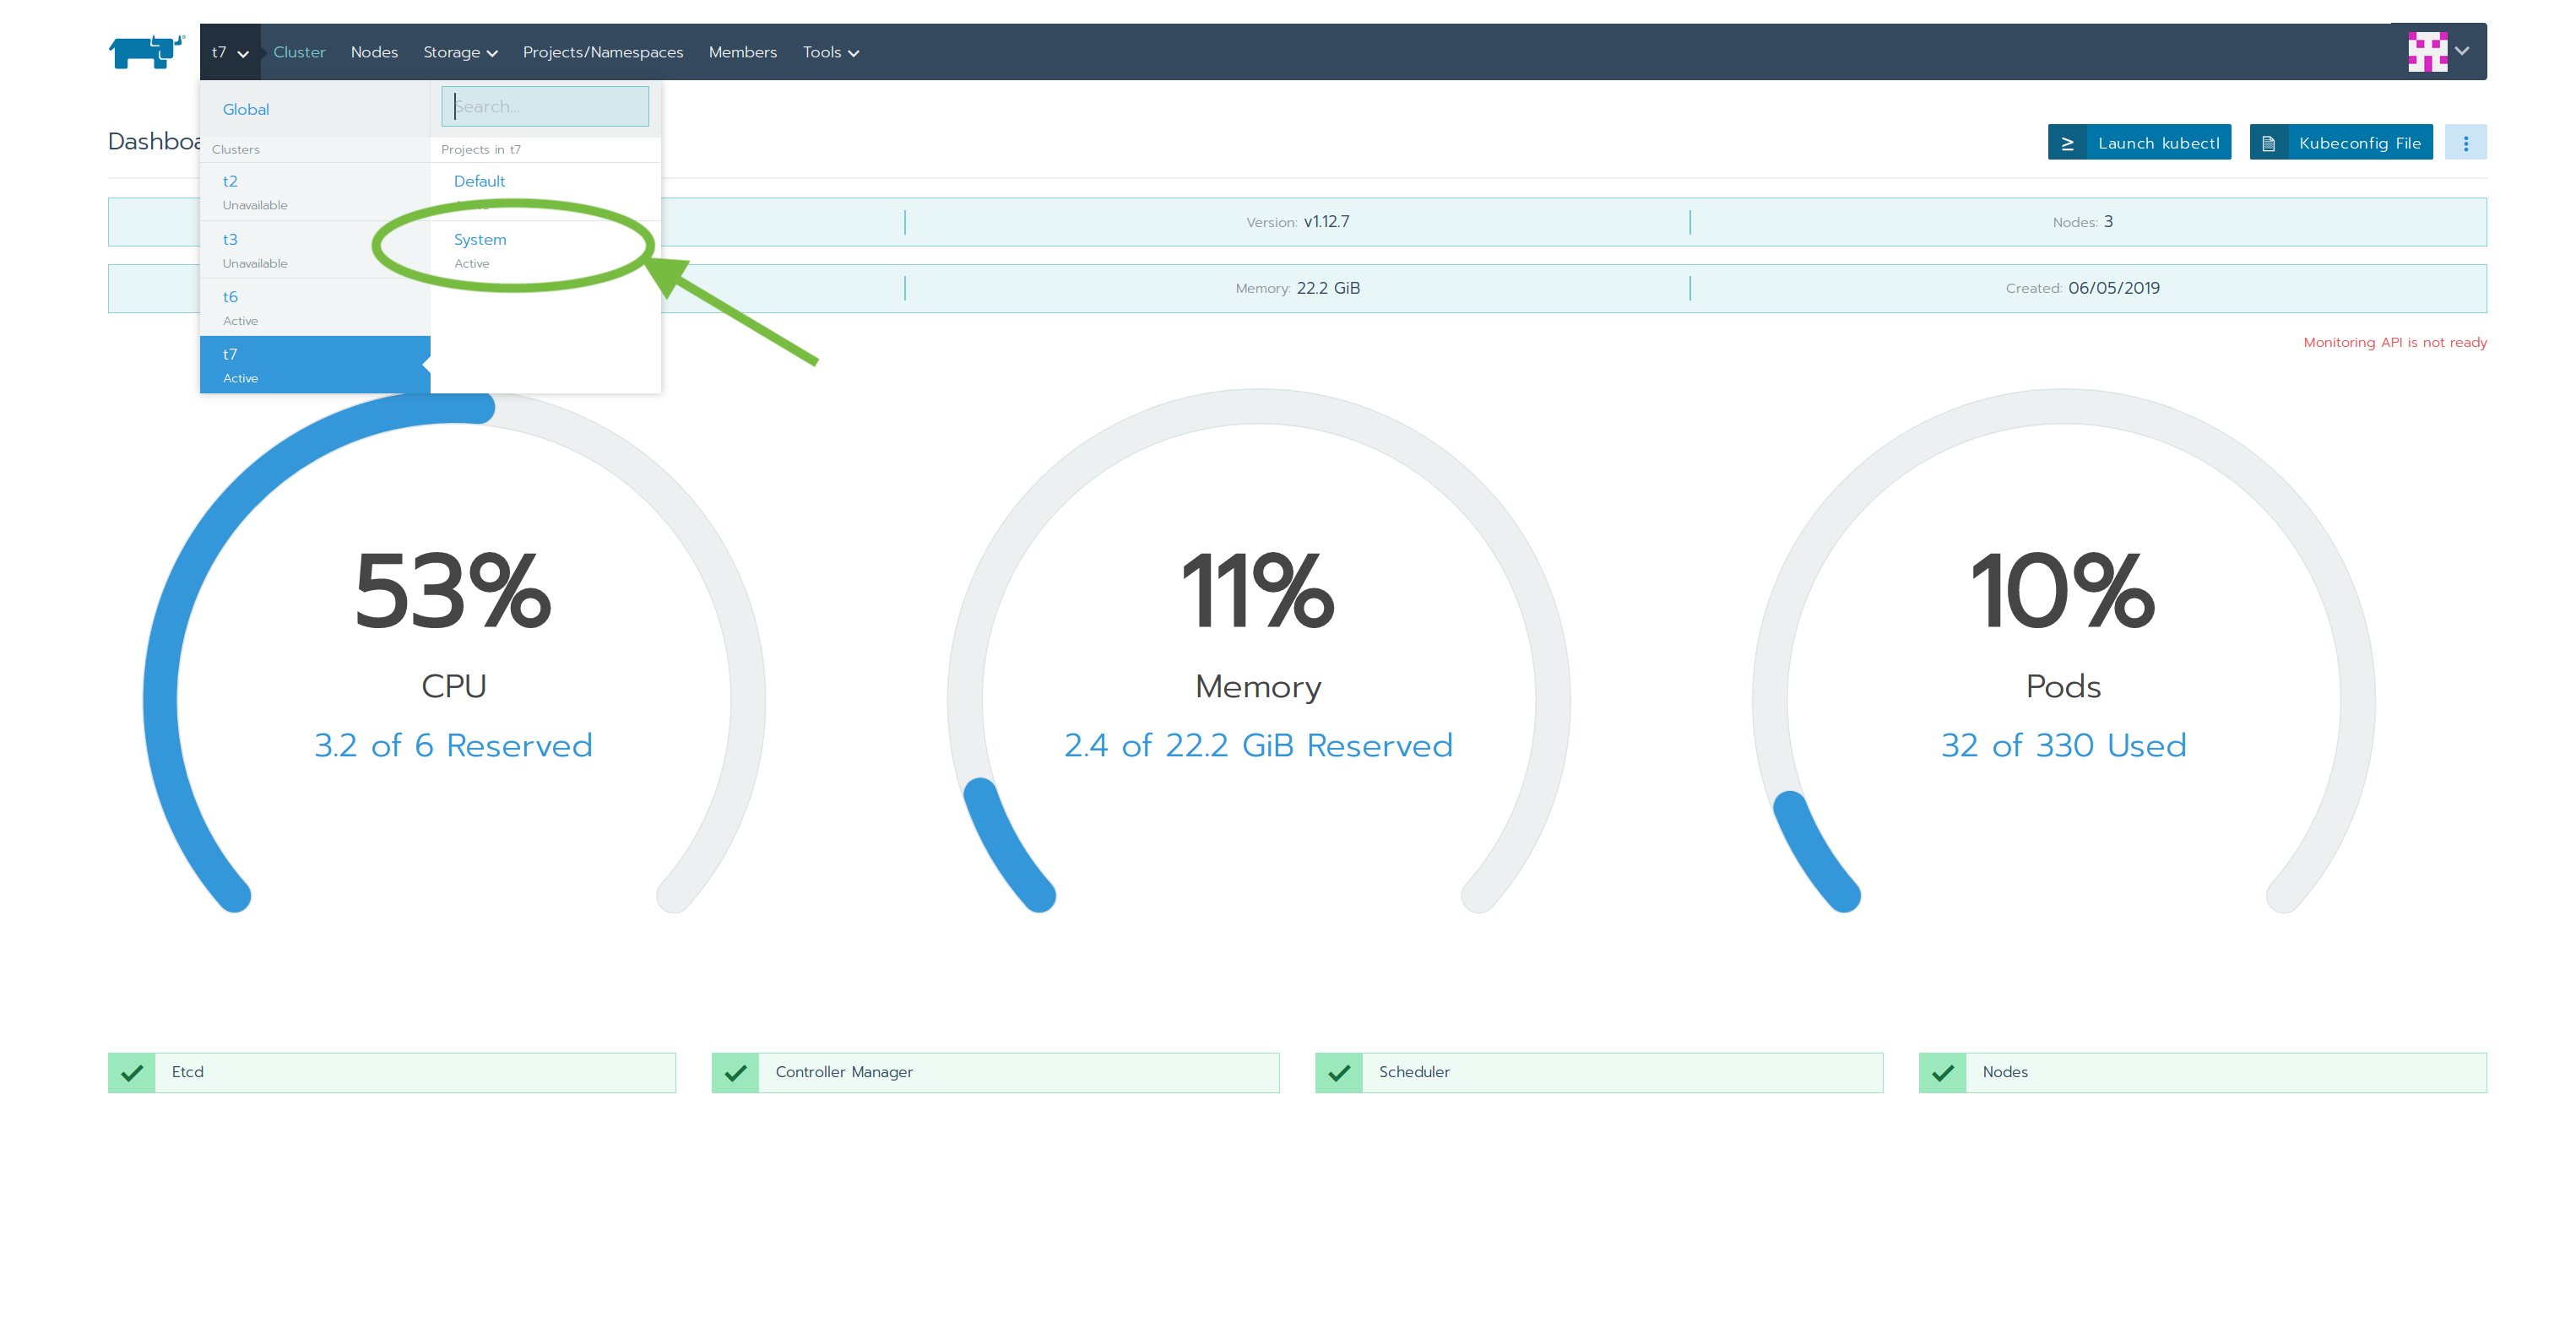 t7 Cluster Nodes Storage Projects/Namespaces Members Tools
Global
Search...
Clusters
Projects in t7
t2
Unavailable
t3
Unavailable
t6
Active
t7
Active
Default
System
Active
Launch kubectl Kubeconfig File
Version: v1.12.7
Nodes: 3
Memory: 22.2 GiB
Created: 06/05/2019
Monitoring API is not ready
53%
CPU
3.2 of 6 Reserved
11%
Memory
2.4 of 22.2 GiB Reserved
10%
Pods
32 of 330 Used
Etcd
Controller Manager
Scheduler
Nodes